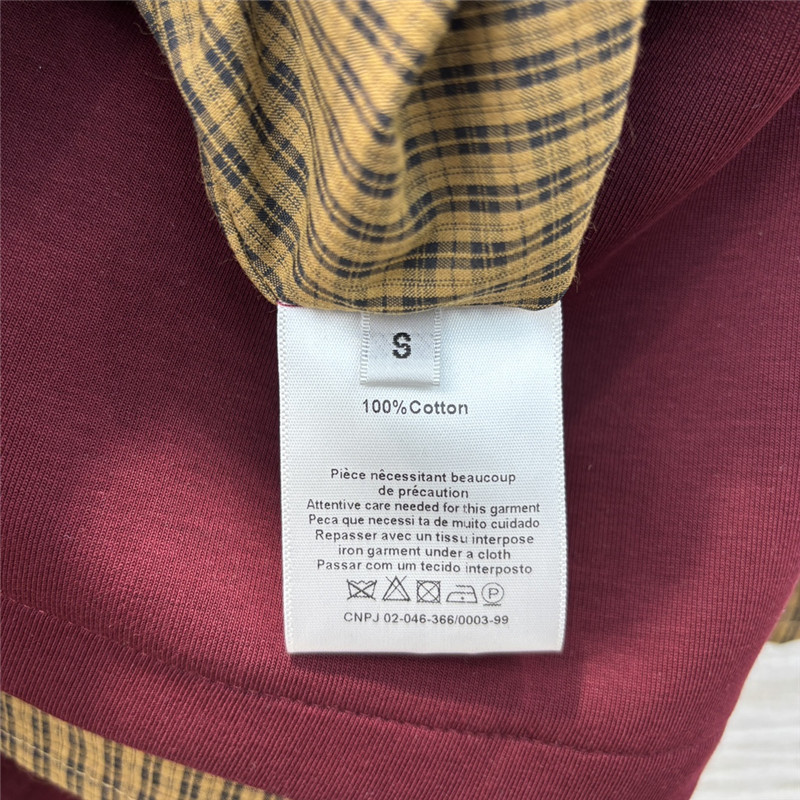 S
100%Cotton
Pièce nêcessitant beaucoup
de précaution
Attentive care needed for this garment
Peca que necessi ta de muito cuidado
Repasser avec un tissu interpose
iron garment under a cloth
Passar com um tecido interposto
P
CNPJ 02-046-366/0003-99